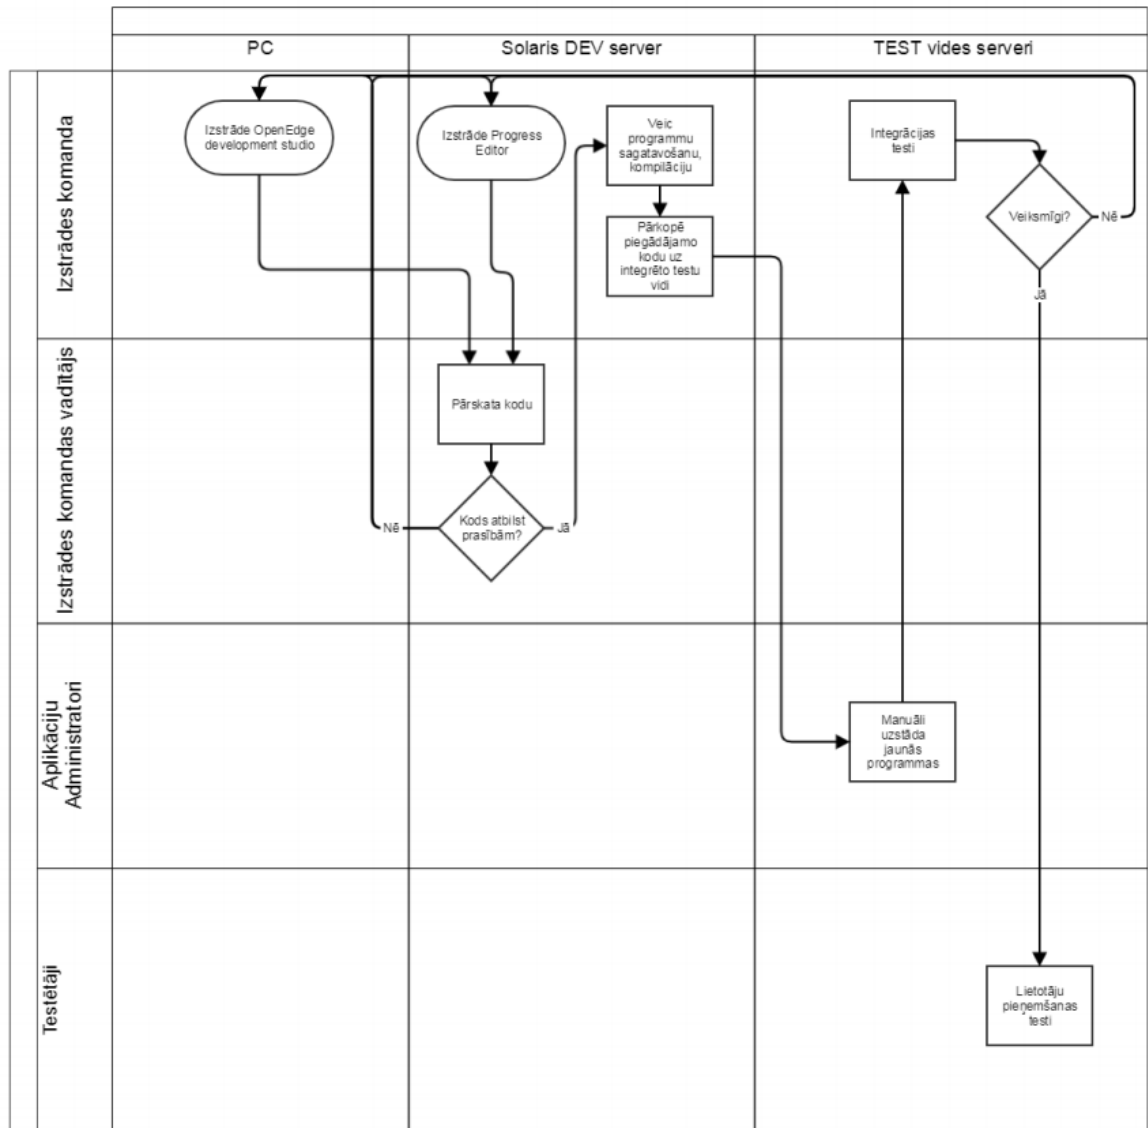 PC
Solaris DEV server
TEST vides serveri
Izstrādes komanda
Izstrāde OpenEdge
development studio
Izstrāde Progress
Editor
Veic
programmu
sagatavošanu,
kompilāciju
Pārkopē
piegādājamo
kodu uz
integrēto testu
vidi
Integrācijas
testi
Veiksmīgi?
Nē
Jā
Izstrādes komandas vadītājs
Pārskata kodu
Kods atbilst
prasībām?
Nē
Jā
Aplikāciju
Administratori
Manuāli
uzstāda
jaunās
programmas
Testētāji
Lietotāju
pieņemšanas
testi